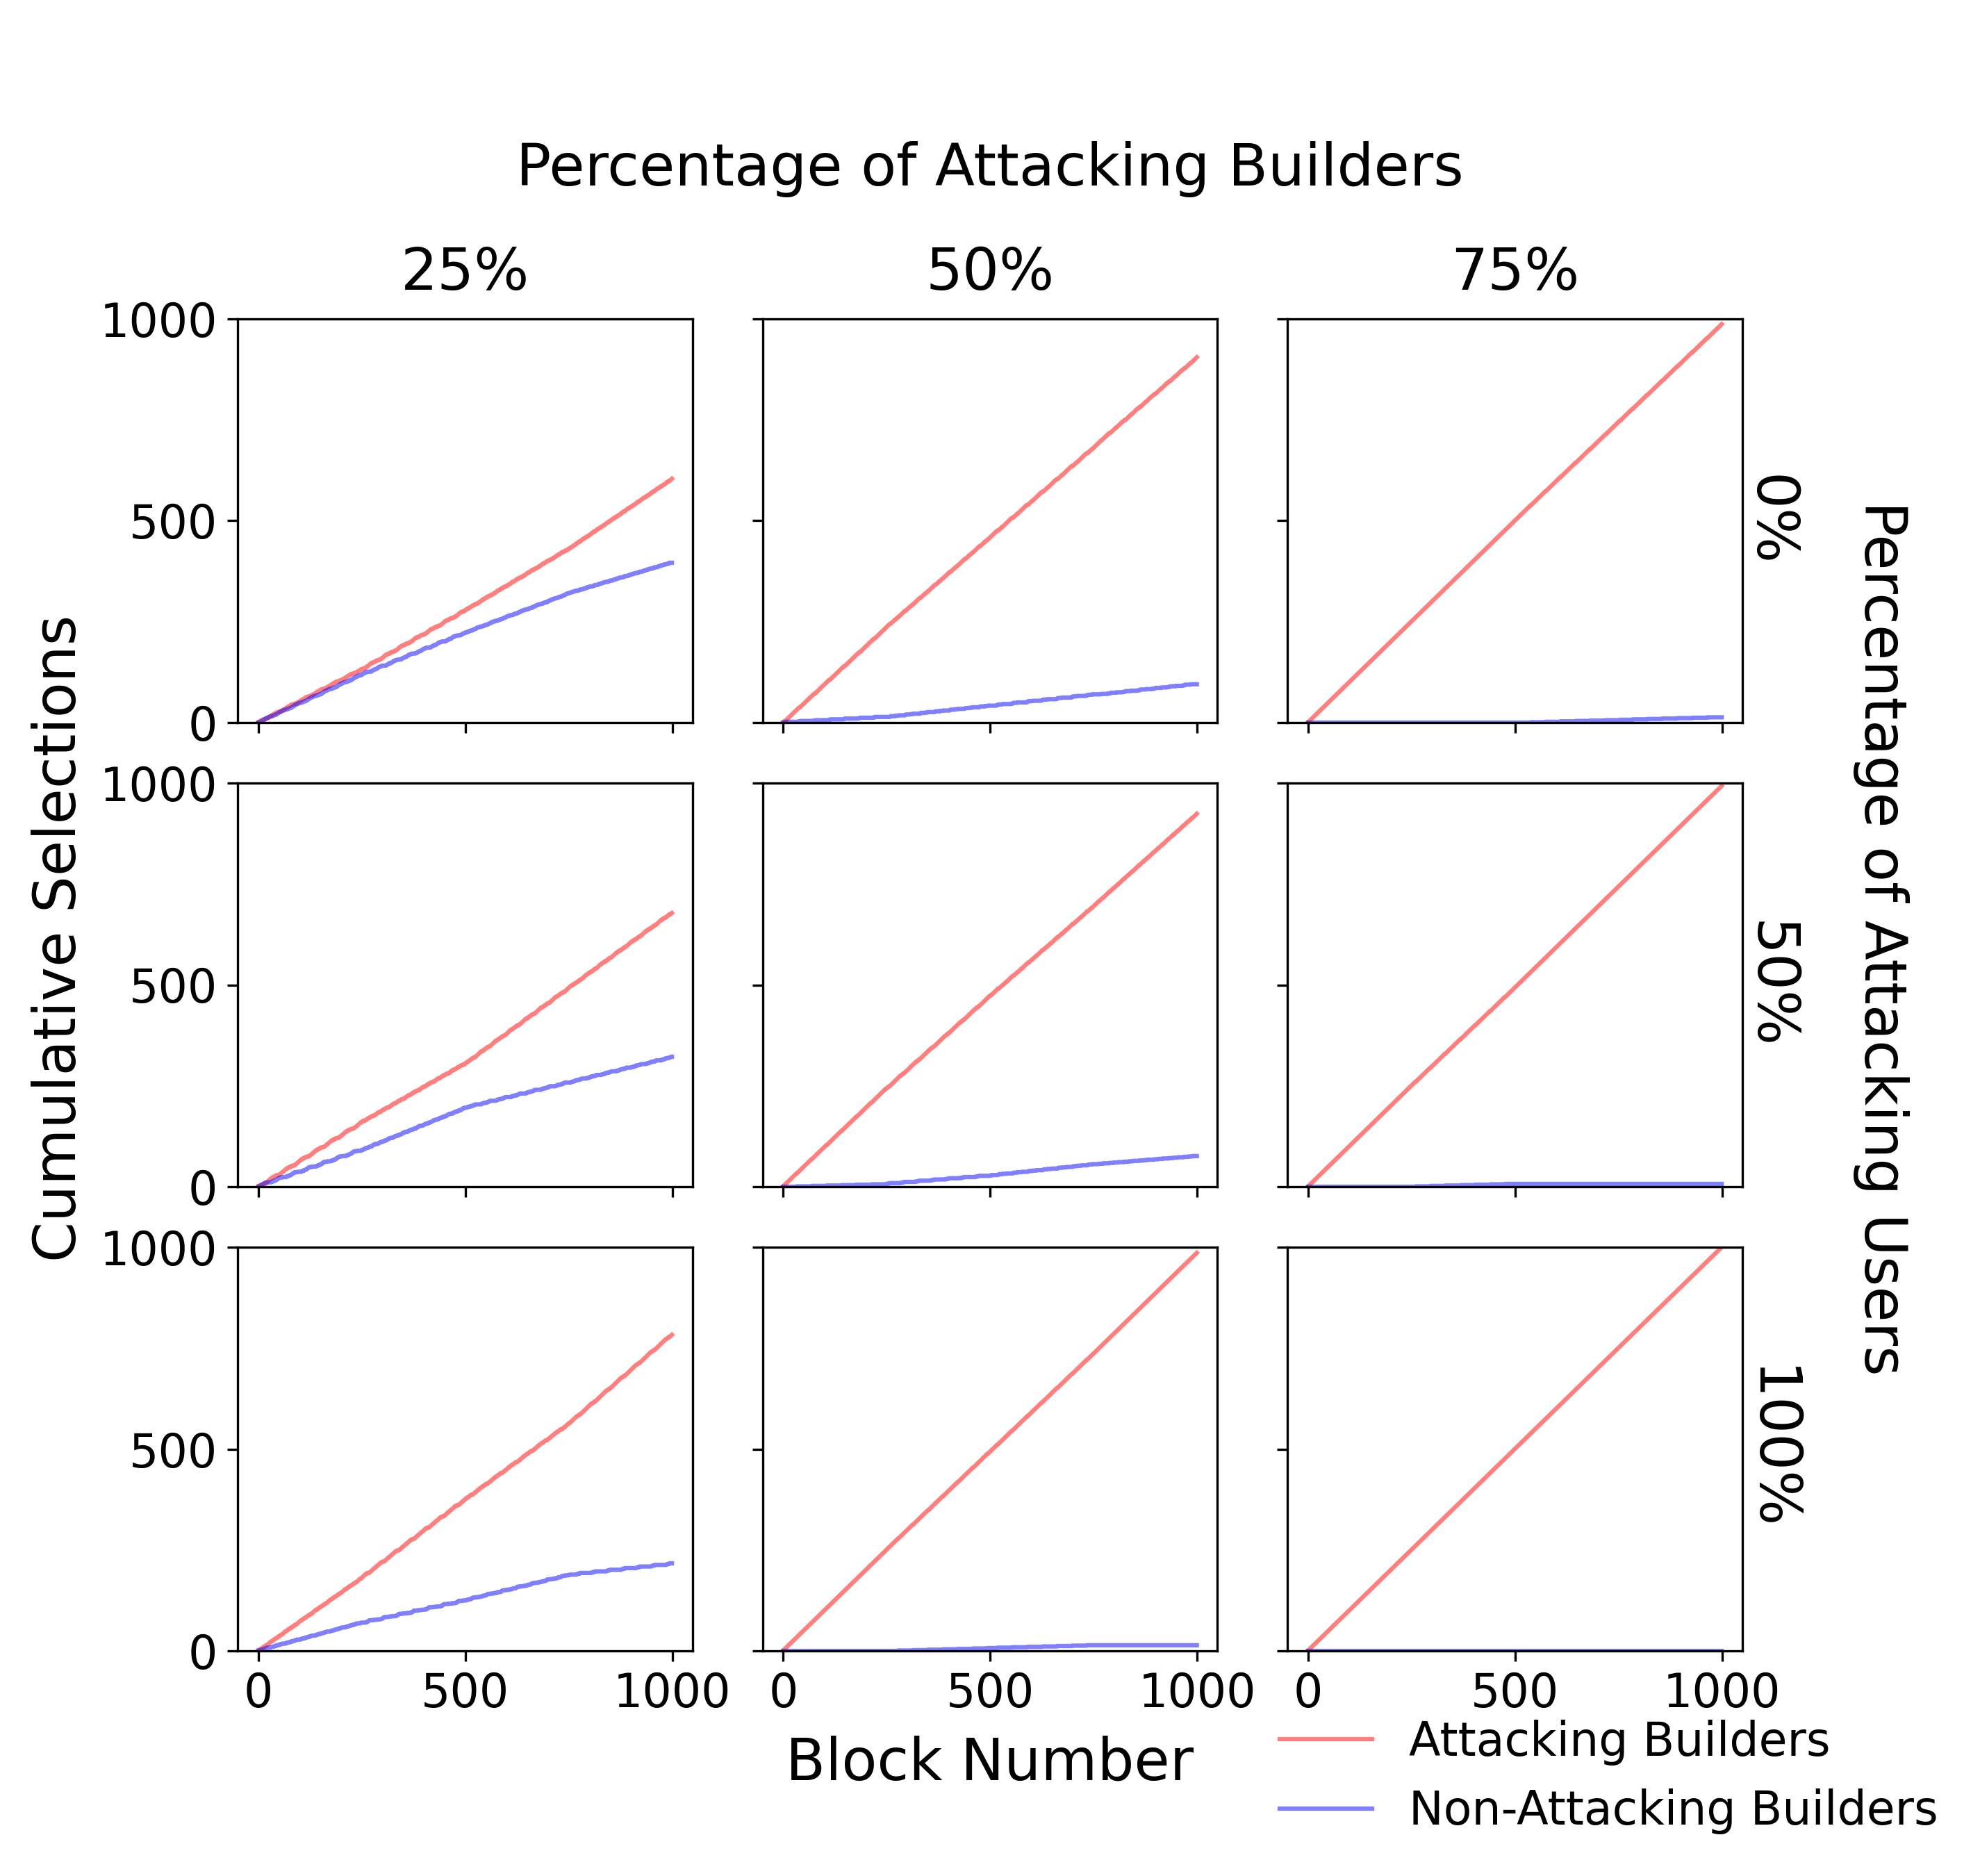 Percentage of Attacking Builders
25% 50% 75%
1000
500
0
0%
1000
500
0
50%
1000
500
0
100%
0 500 1000 0 500 1000 0 500 1000
Cumulative Selections
Percentage of Attacking Users
Block Number
Attacking Builders
Non-Attacking Builders